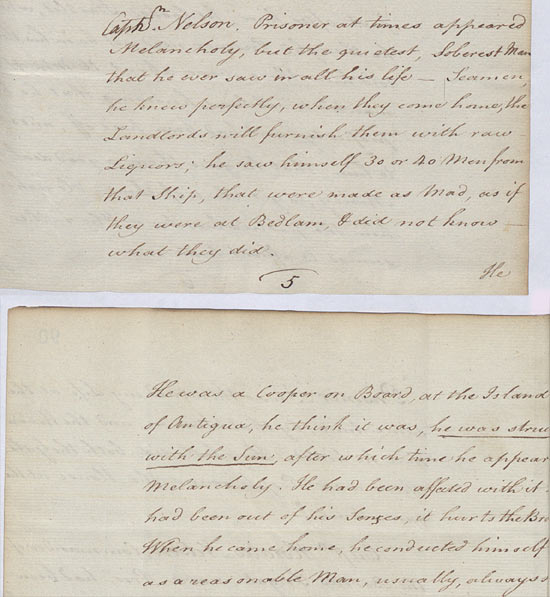 Captn. Nelson. Prisoner at times appeared
Melancholy, but the quietest, Soberest Man
that he ever saw in all his life — Seamen,
he knew perfectly, when they come home, the
Landlords will furnish them with raw
Liquors; he saw himself 30 or 40 Men from
that Ship, that were made as Mad, as if
they were at Bedlam, & did not know —
what they did.
5
He
He was a Cooper on Board, at the Island
of Antigua, he think it was, he was struc
with the Sun, after which time he appear
Melancholy. He had been affected with it
had been out of his Senses, it hurts the Br
When he came home, he conducted himself
as a reasonable Man, usually, always s